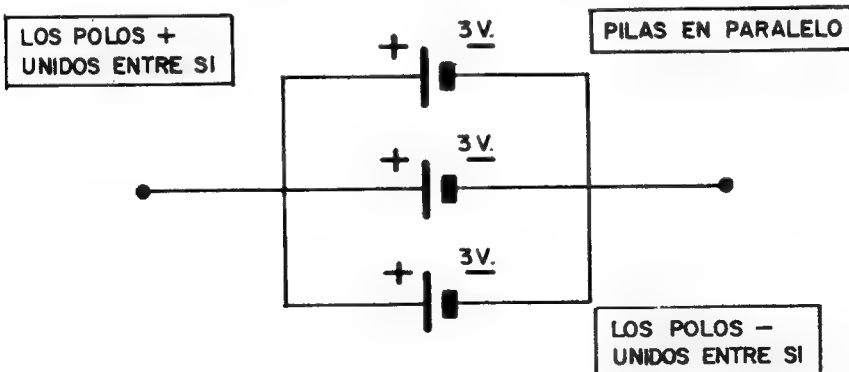 LOS POLOS +
UNIDOS ENTRE SI
PILAS EN PARALELO
+ 3 V. −
+ 3 V. −
+ 3 V. −
LOS POLOS −
UNIDOS ENTRE SI